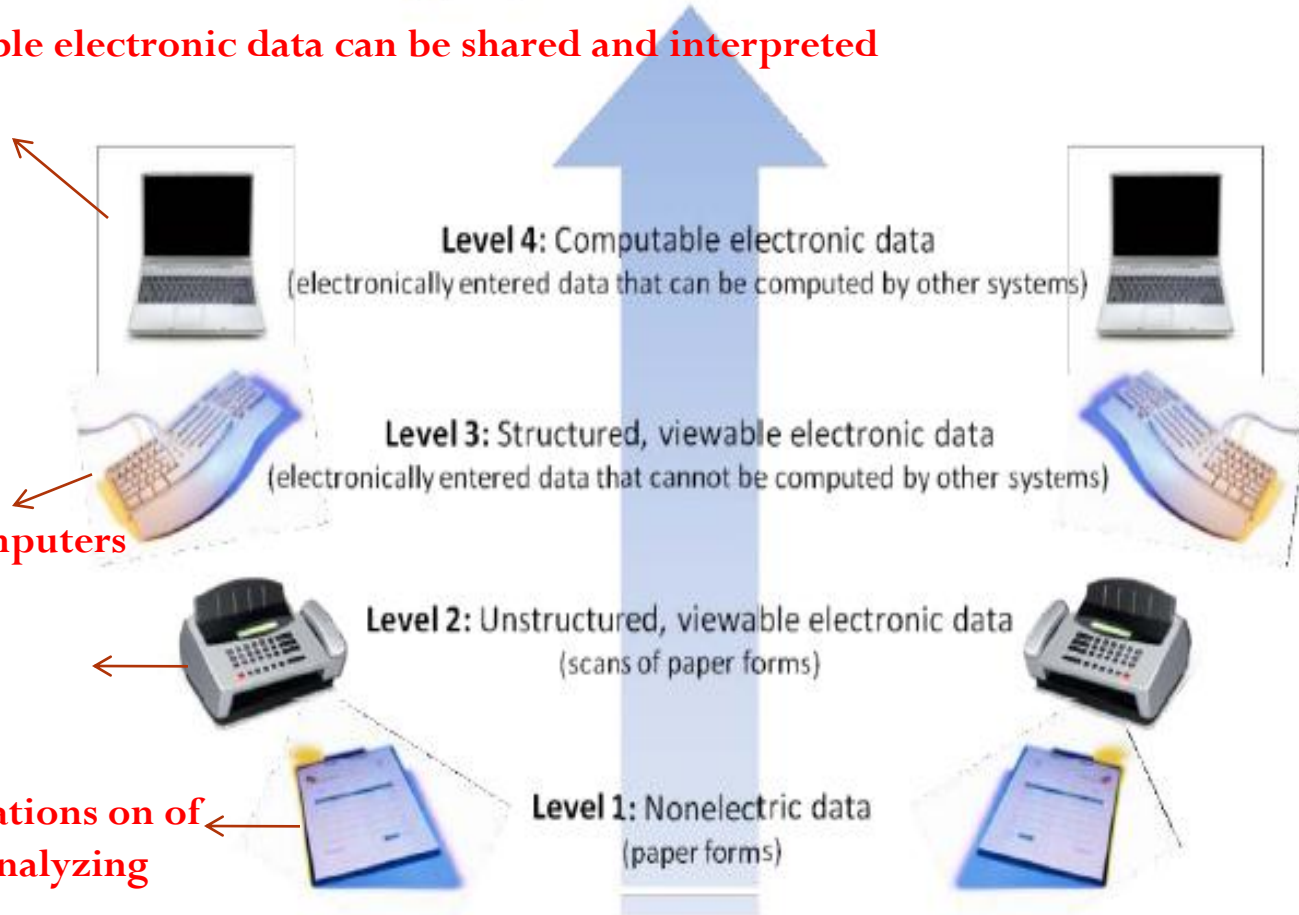 ble electronic data can be shared and interpreted
Level 4: Computable electronic data
(electronically entered data that can be computed by other systems)
Level 3: Structured, viewable electronic data
(electronically entered data that cannot be computed by other systems)
mputers
Level 2: Unstructured, viewable electronic data
(scans of paper forms)
Level 1: Nonelectric data
(paper forms)
ations on of
nalyzing